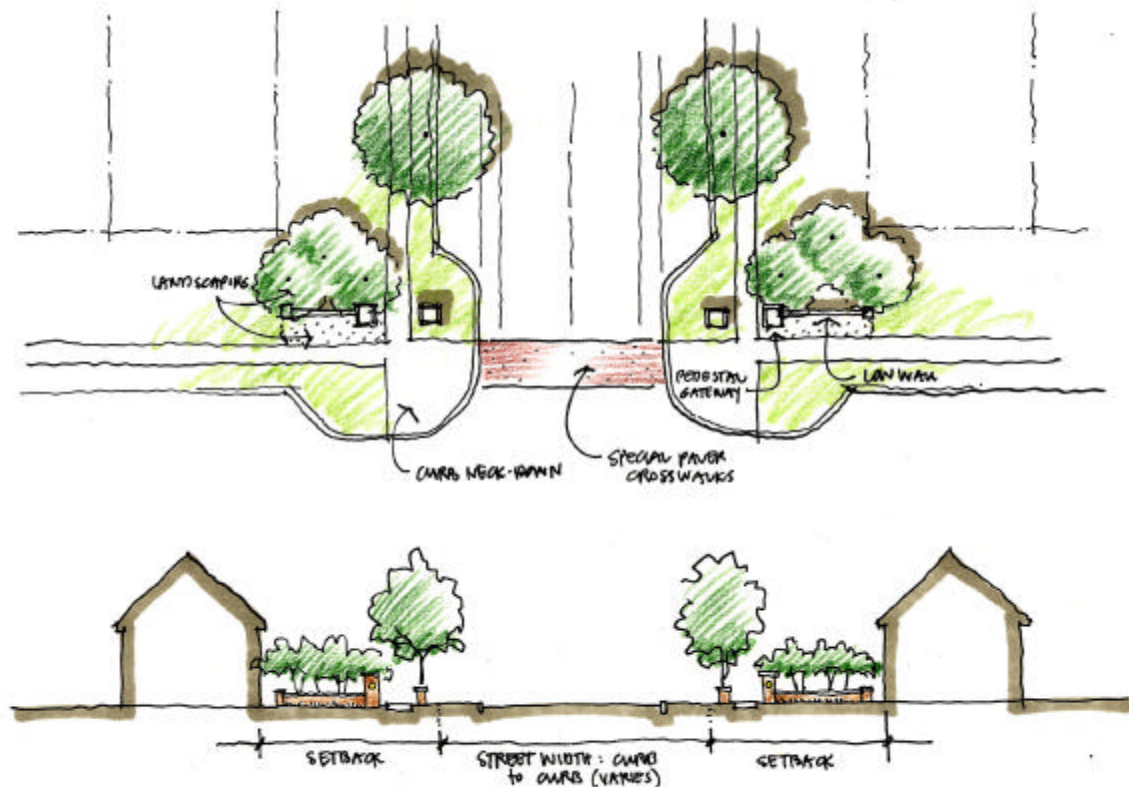 LANDSCAPING
PEDESTAL
GATEWAY
LOW WALL
CURB NECK-DOWN
SPECIAL PAVER
CROSSWALKS
SETBACK
STREET WIDTH: CURB
to CURB (VARIES)
SETBACK